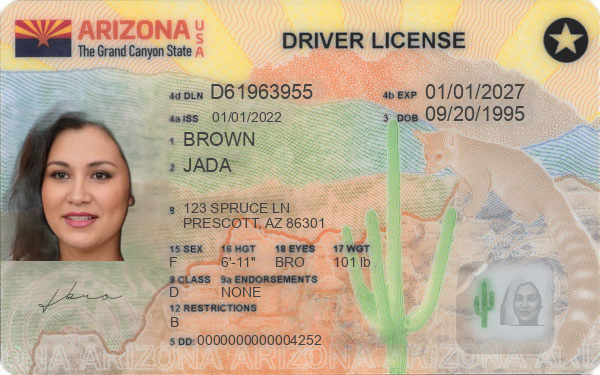 ARIZONA USA
The Grand Canyon State
DRIVER LICENSE
4d DLN D61963955 4b EXP 01/01/2027
4a ISS 01/01/2022 3 DOB 09/20/1995
1 BROWN
2 JADA
8 123 SPRUCE LN
PRESCOTT, AZ 86301
15 SEX 16 HGT 18 EYES 17 WGT
F 6'-11" BRO 101 lb
9 CLASS 9a ENDORSEMENTS
D NONE
12 RESTRICTIONS
B
5 DD: 0000000000004252
ARIZONA ARIZONA ARIZONA ARIZONA